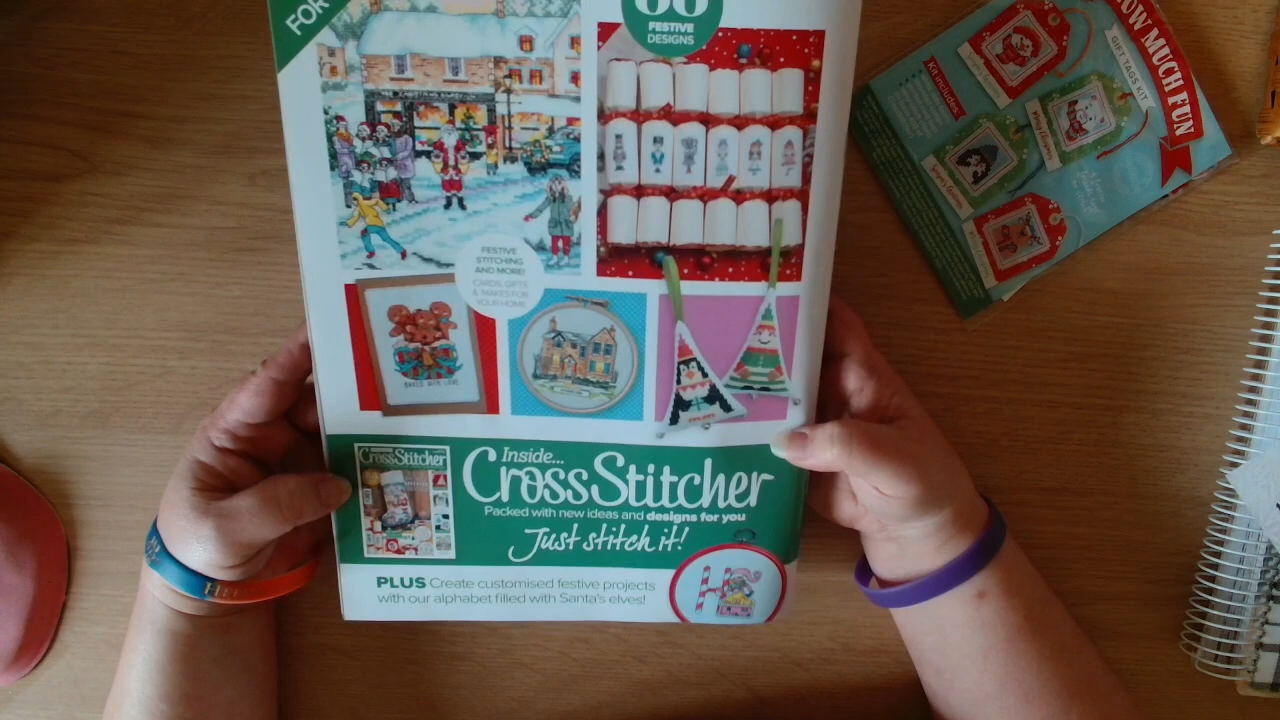 FOR
FESTIVE
DESIGNS
FESTIVE
STITCHING
AND MORE!
CARDS, GIFTS
& MAKES FOR
YOUR HOME
BAKED WITH LOVE
Inside...
CrossStitcher
Packed with new ideas and designs for you
Just stitch it!
CrossStitcher
PLUS Create customised festive projects
with our alphabet filled with Santa's elves!
H
OW MUCH FUN
GIFT TAGS KIT
Kit includes